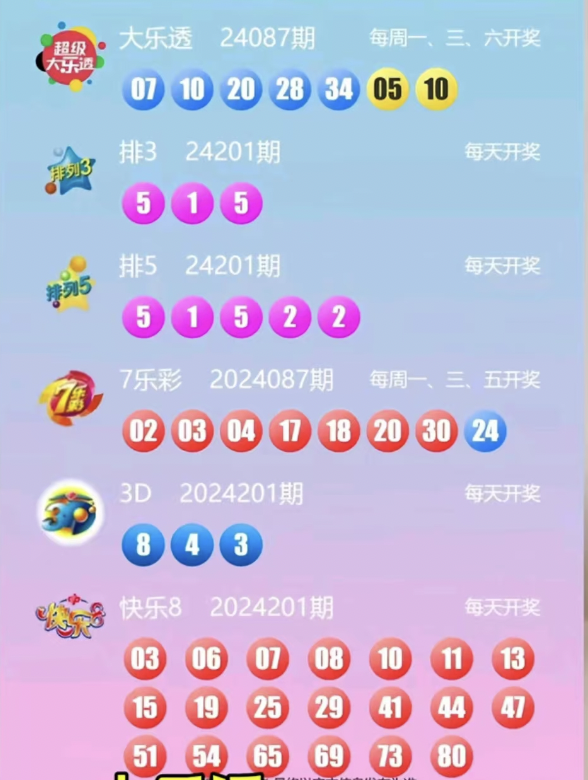 超级
大乐透
大乐透 24087期 每周一、三、六开奖
07 10 20 28 34 05 10
排列3
排3 24201期 每天开奖
5 1 5
排列5
排5 24201期 每天开奖
5 1 5 2 2
7乐彩
7乐彩 2024087期 每周一、三、五开奖
02 03 04 17 18 20 30 24
3D
3D 2024201期 每天开奖
8 4 3
快乐8
快乐8 2024201期 每天开奖
03 06 07 08 10 11 13
15 19 25 29 41 44 47
51 54 65 69 73 80